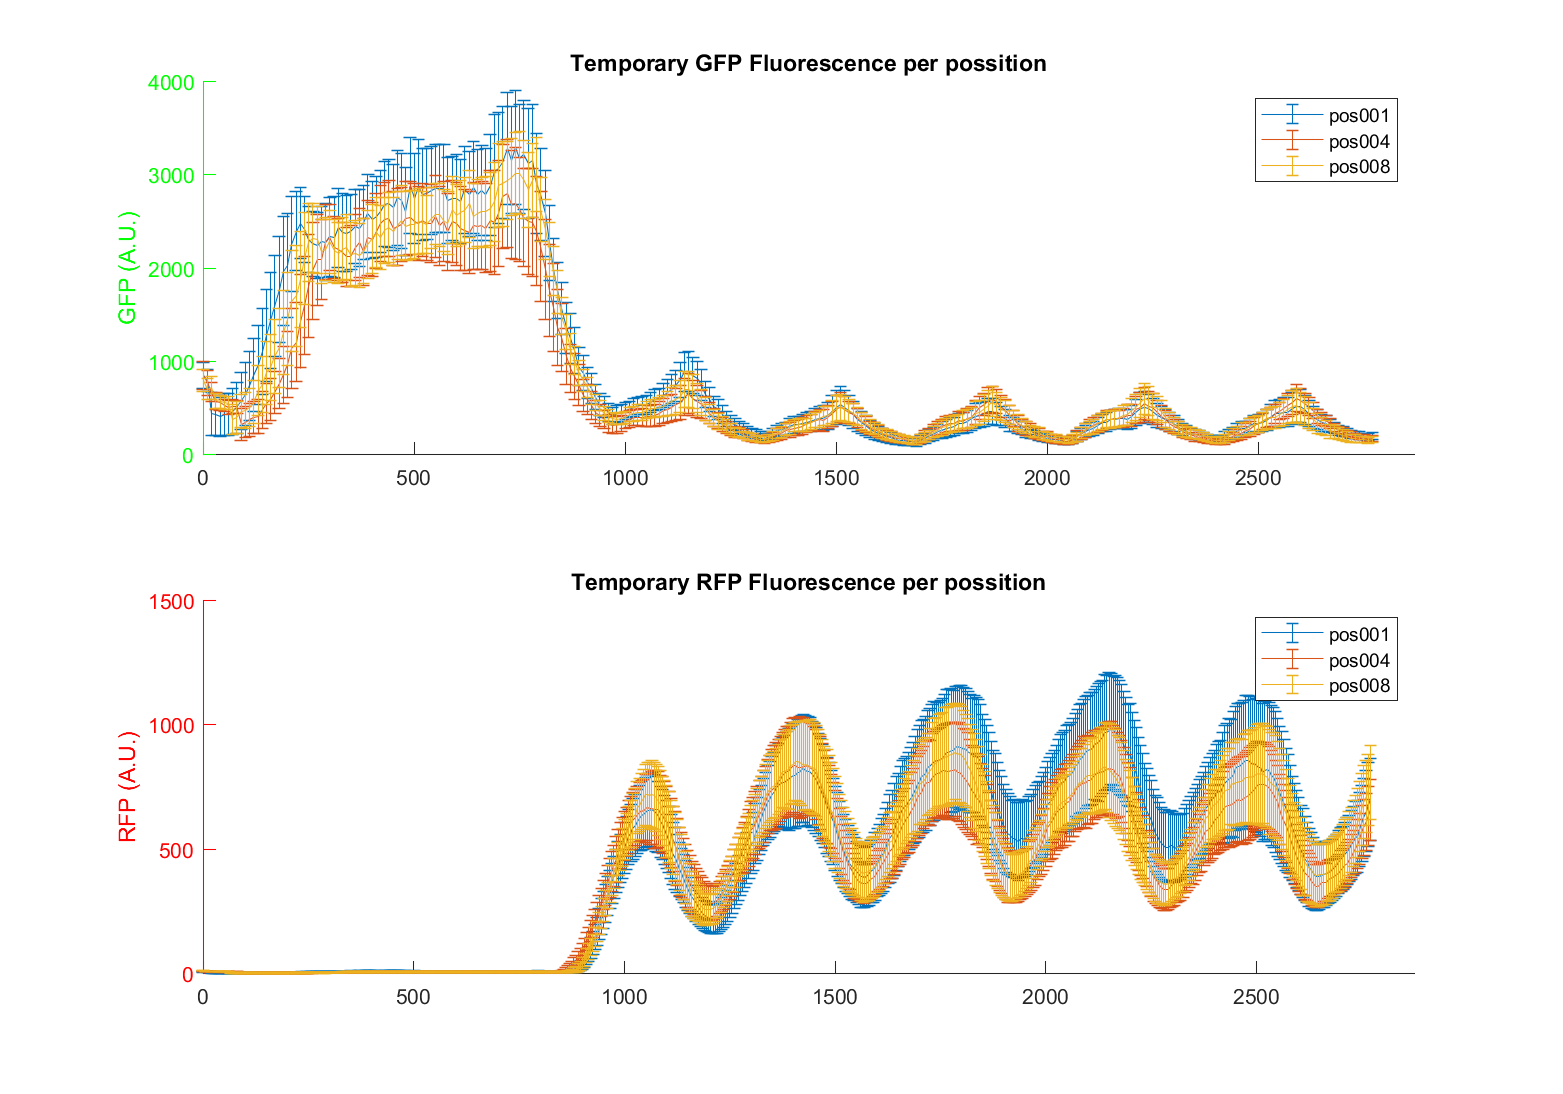 Temporary GFP Fluorescence per possition
GFP (A.U.)
4000
3000
2000
1000
0
0 500 1000 1500 2000 2500
pos001
pos004
pos008
Temporary RFP Fluorescence per possition
RFP (A.U.)
1500
1000
500
0
0 500 1000 1500 2000 2500
pos001
pos004
pos008